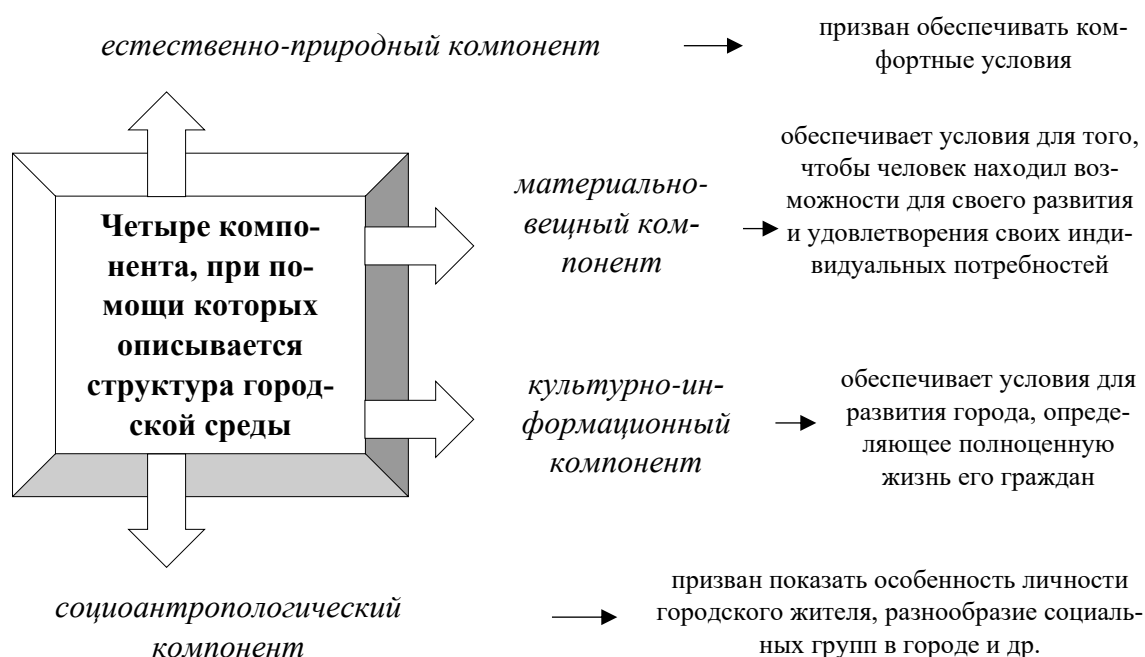 естественно-природный компонент
призван обеспечивать ком-
фортные условия
Четыре компо-
нента, при по-
мощи которых
описывается
структура город-
ской среды
материально-
вещный ком-
понент
обеспечивает условия для того,
чтобы человек находил воз-
можности для своего развития
и удовлетворения своих инди-
видуальных потребностей
культурно-ин-
формационный
компонент
обеспечивает условия для
развития города, опреде-
ляющее полноценную
жизнь его граждан
социоантропологический
компонент
призван показать особенность личности
городского жителя, разнообразие социаль-
ных групп в городе и др.